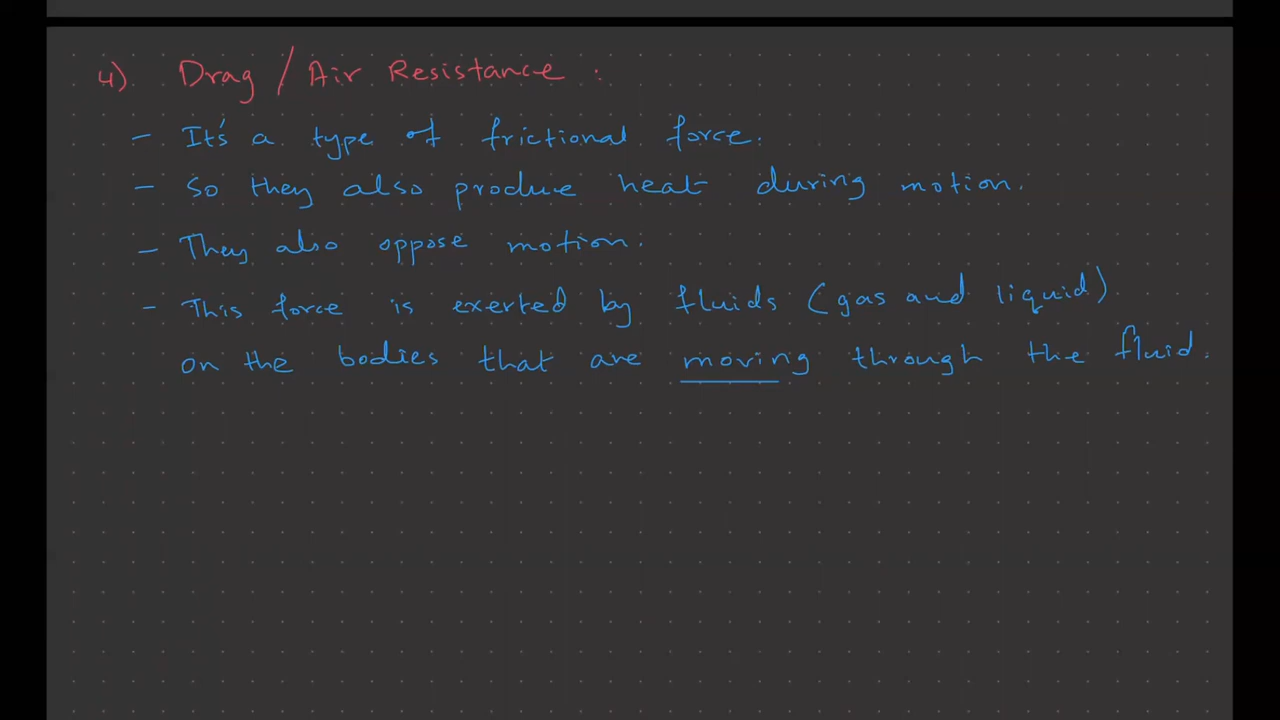 4) Drag / Air Resistance :
- It's a type of frictional force.
- So they also produce heat during motion.
- They also oppose motion.
- This force is exerted by fluids (gas and liquid)
on the bodies that are moving through the fluid.